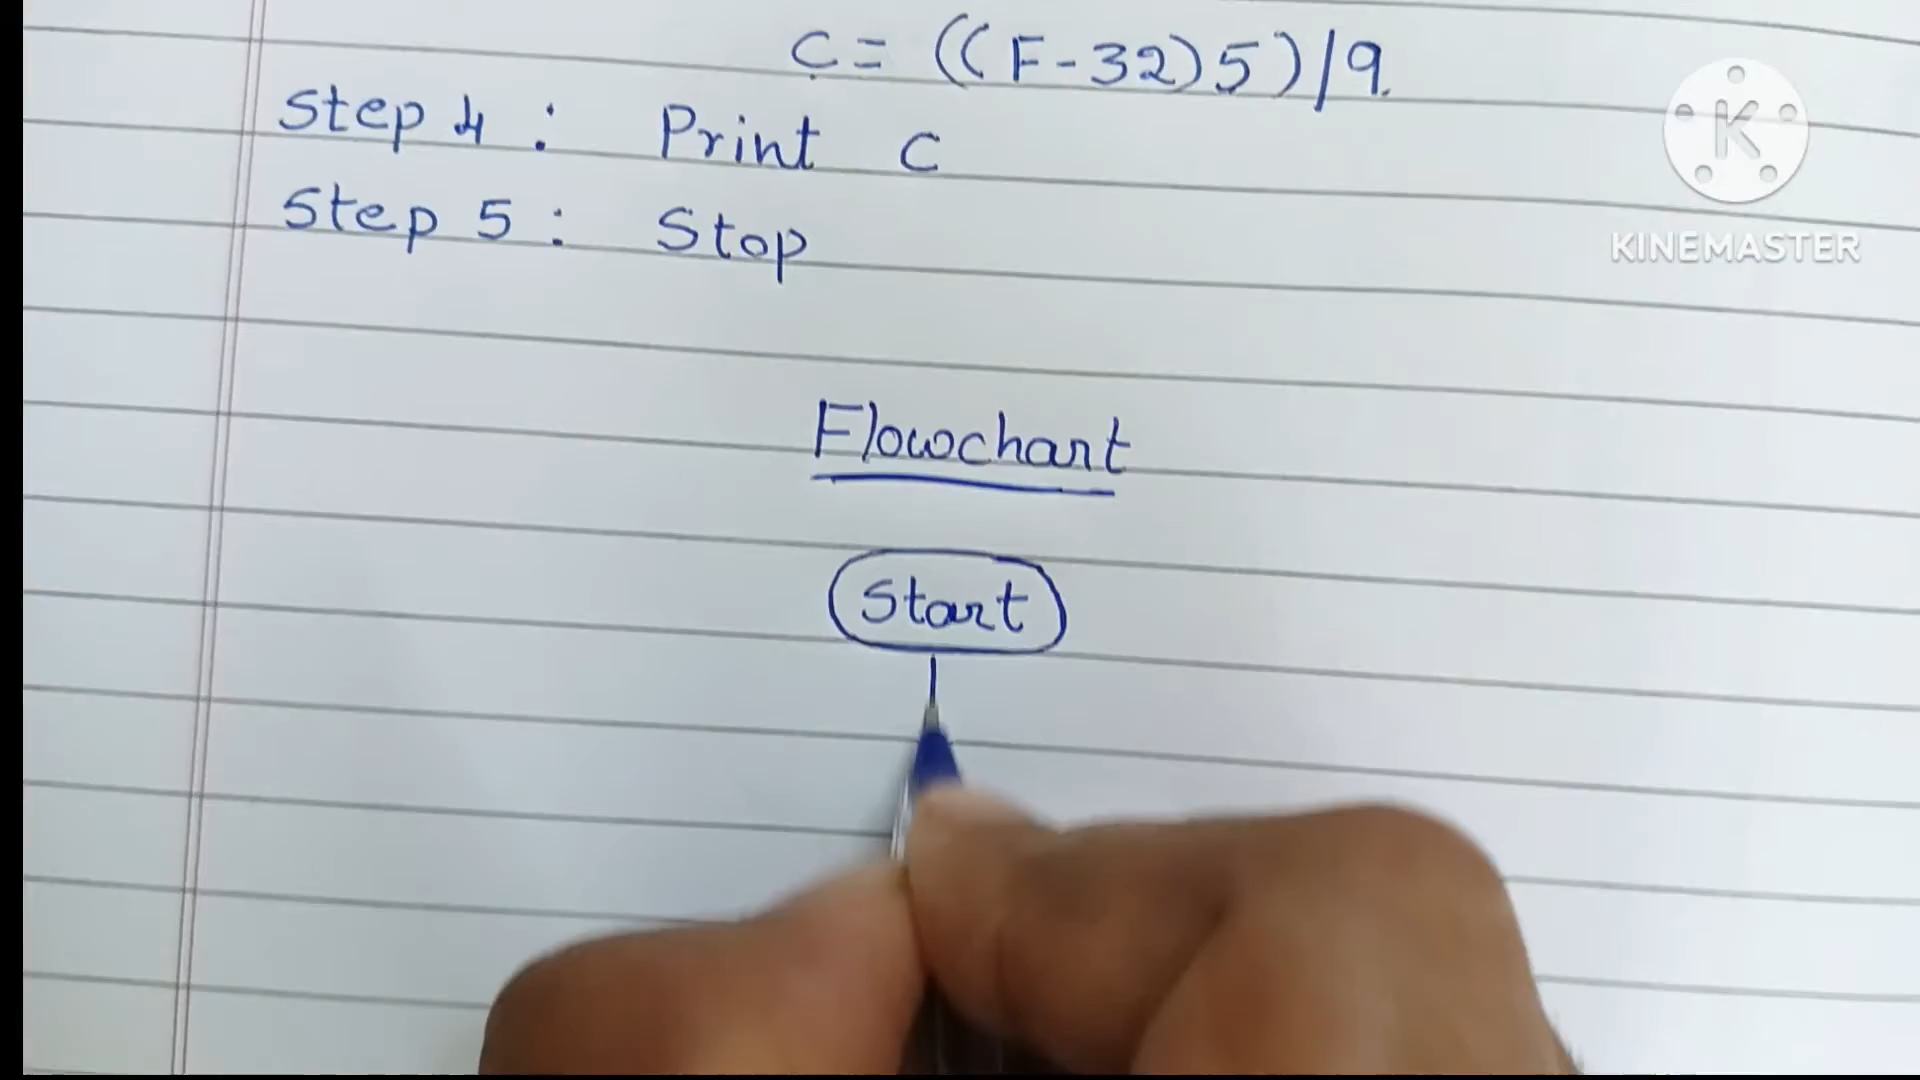 C = ((F-32)5)/9.
Step 4 : Print C
Step 5 : Stop
Flowchart
Start
K
KINEMASTER